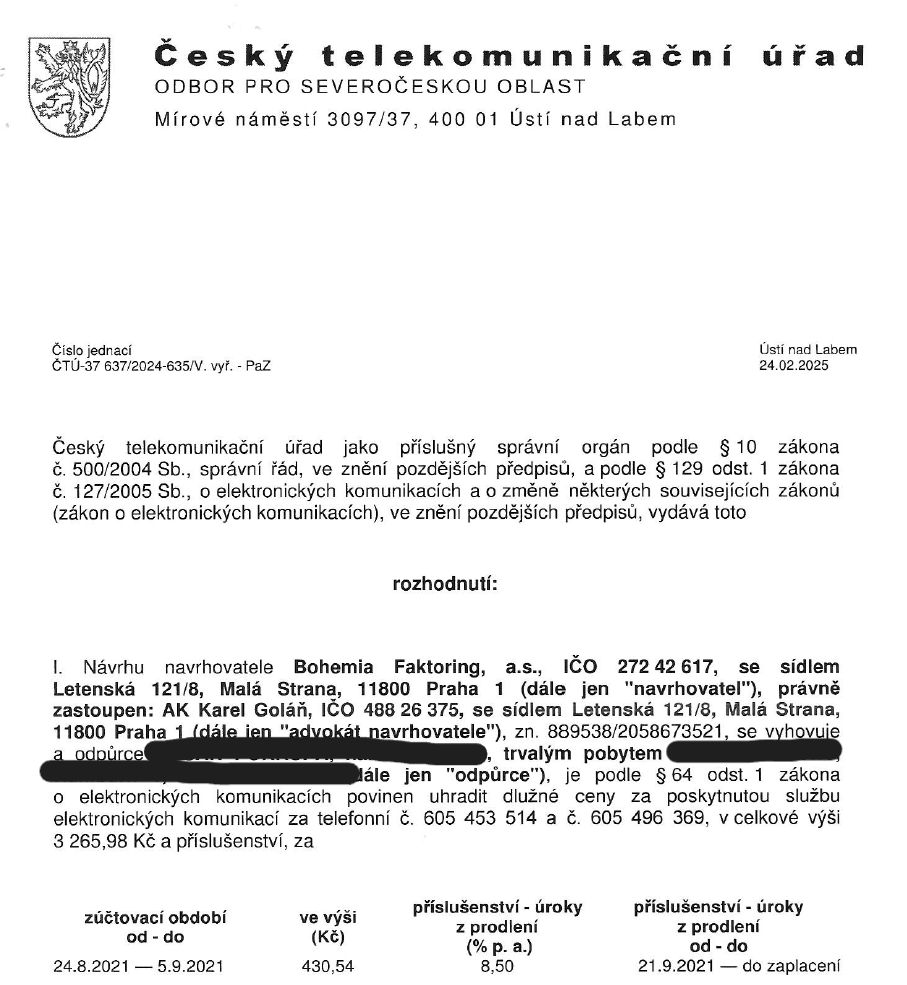 Český telekomunikační úřad
ODBOR PRO SEVEROČESKOU OBLAST
Mírové náměstí 3097/37, 400 01 Ústí nad Labem
Číslo jednací
ČTÚ-37 637/2024-635/V. vyř. - PaZ
Ústí nad Labem
24.02.2025
Český telekomunikační úřad jako příslušný správní orgán podle § 10 zákona
č. 500/2004 Sb., správní řád, ve znění pozdějších předpisů, a podle § 129 odst. 1 zákona
č. 127/2005 Sb., o elektronických komunikacích a o změně některých souvisejících zákonů
(zákon o elektronických komunikacích), ve znění pozdějších předpisů, vydává toto
rozhodnutí:
I. Návrhu navrhovatele Bohemia Faktoring, a.s., IČO 272 42 617, se sídlem
Letenská 121/8, Malá Strana, 11800 Praha 1 (dále jen "navrhovatel"), právně
zastoupen: AK Karel Goláň, IČO 488 26 375, se sídlem Letenská 121/8, Malá Strana,
11800 Praha 1 (dále jen "advokát navrhovatele"), zn. 889538/2058673521, se vyhovuje
a odpůrce , trvalým pobytem ,
dále jen "odpůrce"), je podle § 64 odst. 1 zákona
o elektronických komunikacích povinen uhradit dlužné ceny za poskytnutou službu
elektronických komunikací za telefonní č. 605 453 514 a č. 605 496 369, v celkové výši
3 265,98 Kč a příslušenství, za
zúčtovací období
od - do
ve výši
(Kč)
příslušenství - úroky
z prodlení
(% p. a.)
příslušenství - úroky
z prodlení
od - do
24.8.2021 — 5.9.2021 430,54 8,50 21.9.2021 — do zaplacení